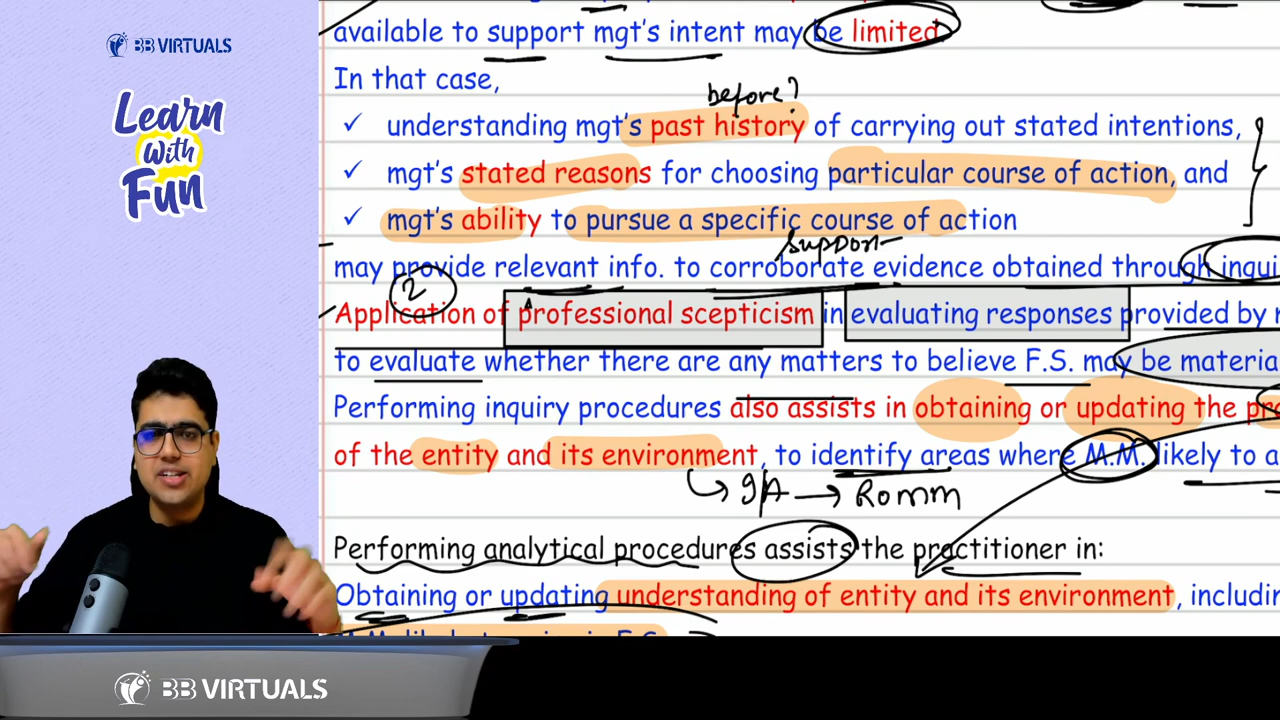 BB VIRTUALS
Learn
With
Fun
available to support mgt's intent may be limited.
In that case,
before?
✓ understanding mgt's past history of carrying out stated intentions,
✓ mgt's stated reasons for choosing particular course of action, and
✓ mgt's ability to pursue a specific course of action
support
may provide relevant info. to corroborate evidence obtained through inqui
2
Application of professional scepticism in evaluating responses provided by
to evaluate whether there are any matters to believe F.S. may be materia
Performing inquiry procedures also assists in obtaining or updating the
of the entity and its environment, to identify areas where M.M. likely to a
→ Romm
Performing analytical procedures assists the practitioner in:
Obtaining or updating understanding of entity and its environment, includin
BB VIRTUALS